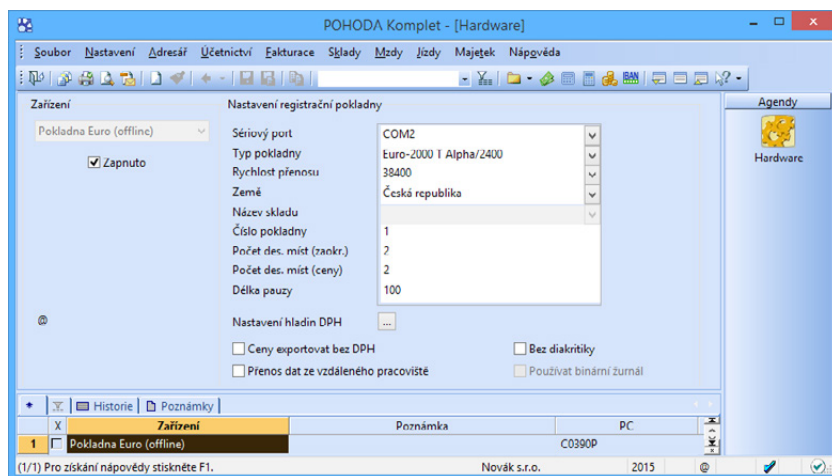 POHODA Komplet - [Hardware]
Soubor Nastavení Adresář Účetnictví Fakturace Sklady Mzdy Jízdy Majetek Nápověda
IBAN
Zařízení
Pokladna Euro (offline)
Zapnuto
@
Nastavení registrační pokladny
Sériový port COM2
Typ pokladny Euro-2000 T Alpha/2400
Rychlost přenosu 38400
Země Česká republika
Název skladu
Číslo pokladny 1
Počet des. míst (zaokr.) 2
Počet des. míst (ceny) 2
Délka pauzy 100
Nastavení hladin DPH ...
Ceny exportovat bez DPH Bez diakritiky
Přenos dat ze vzdáleného pracoviště Používat binární žurnál
Agendy
Hardware
Historie Poznámky
X Zařízení Poznámka PC
1 Pokladna Euro (offline) C0390P
(1/1) Pro získání nápovědy stiskněte F1. Novák s.r.o. 2015 @